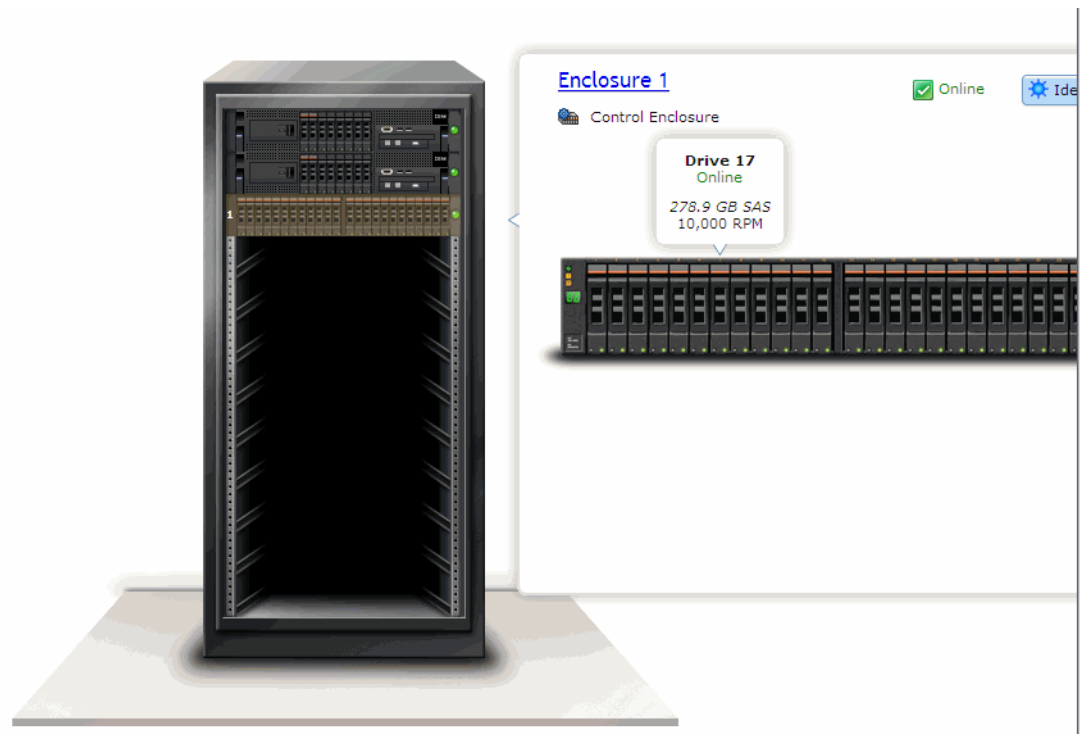 Enclosure 1
Online
Ide
Control Enclosure
Drive 17
Online
278.9 GB SAS
10,000 RPM
1